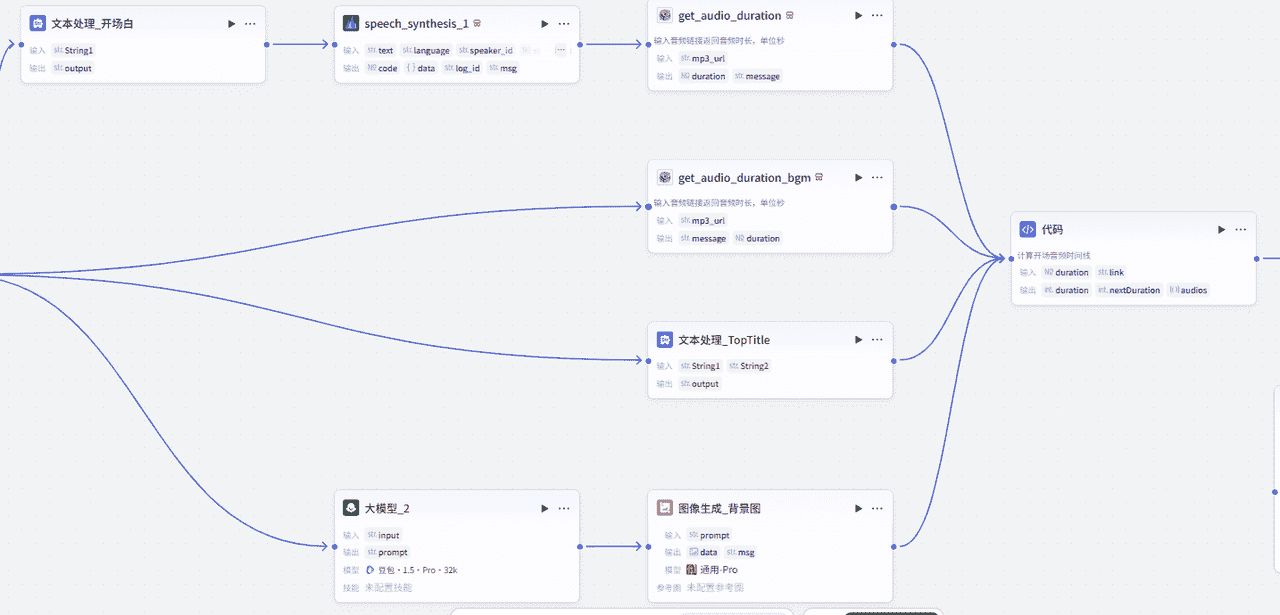 文本处理_开场白
输入 str. String1
输出 str. output
speech_synthesis_1
输入 str. text str. language str. speaker_id
输出 Nº code {} data str. log_id str. msg
get_audio_duration
输入音频链接返回音频时长，单位秒
输入 str. mp3_url
输出 Nº duration str. message
get_audio_duration_bgm
输入音频链接返回音频时长，单位秒
输入 str. mp3_url
输出 str. message Nº duration
代码
计算开场音频时间线
输入 Nº duration str. link
输出 int. duration int. nextDuration audios
文本处理_TopTitle
输入 str. String1 str. String2
输出 str. output
大模型_2
输入 str. input
输出 str. prompt
模型 豆包·1.5·Pro·32k
技能 未配置技能
图像生成_背景图
输入 str. prompt
输出 data str. msg
模型 通用-Pro
参考图 未配置参考图